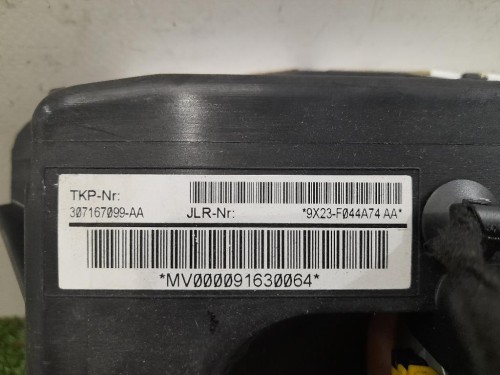 TKP-Nr:
307167099-AA JLR-Nr: *9X23-F044A74 AA*
*MV000091630064*